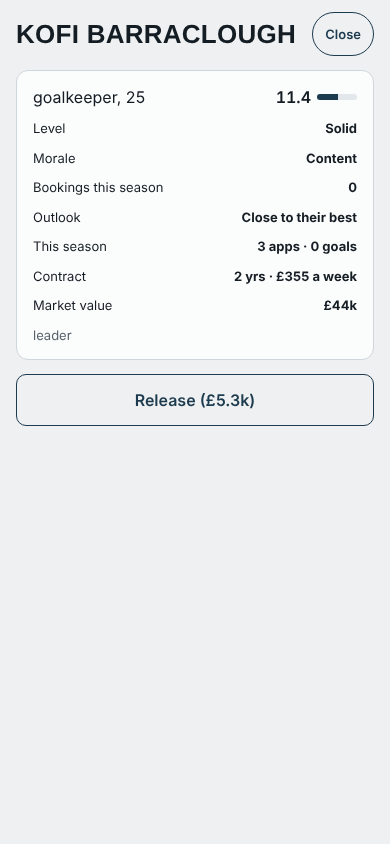 KOFI BARRACLOUGH Close
goalkeeper, 25 11.4
Level Solid
Morale Content
Bookings this season 0
Outlook Close to their best
This season 3 apps · 0 goals
Contract 2 yrs · £355 a week
Market value £44k
leader
Release (£5.3k)